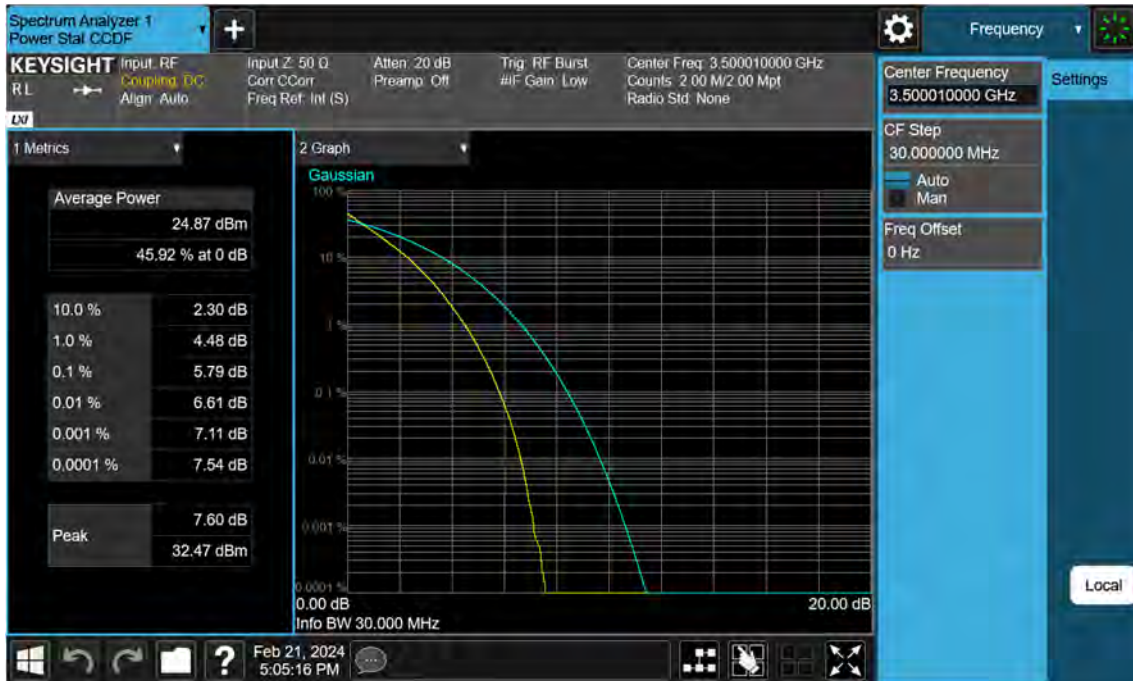 Spectrum Analyzer 1
Power Stat CCDF
+
Frequency
KEYSIGHT
RL
LXI
Input: RF
Coupling: DC
Align: Auto
Input Z: 50 Ω
Corr CCorr
Freq Ref: Int (S)
Atten: 20 dB
Preamp: Off
Trig: RF Burst
#IF Gain: Low
Center Freq: 3.500010000 GHz
Counts: 2.00 M/2.00 Mpt
Radio Std: None
Center Frequency
3.500010000 GHz
Settings
CF Step
30.000000 MHz
Auto
Man
Freq Offset
0 Hz
Local
1 Metrics
Average Power
24.87 dBm
45.92 % at 0 dB
10.0 % 2.30 dB
1.0 % 4.48 dB
0.1 % 5.79 dB
0.01 % 6.61 dB
0.001 % 7.11 dB
0.0001 % 7.54 dB
Peak
7.60 dB
32.47 dBm
2 Graph
Gaussian
100 %
10 %
1 %
0.1 %
0.01 %
0.001 %
0.0001 %
0.00 dB 20.00 dB
Info BW 30.000 MHz
?
Feb 21, 2024
5:05:16 PM